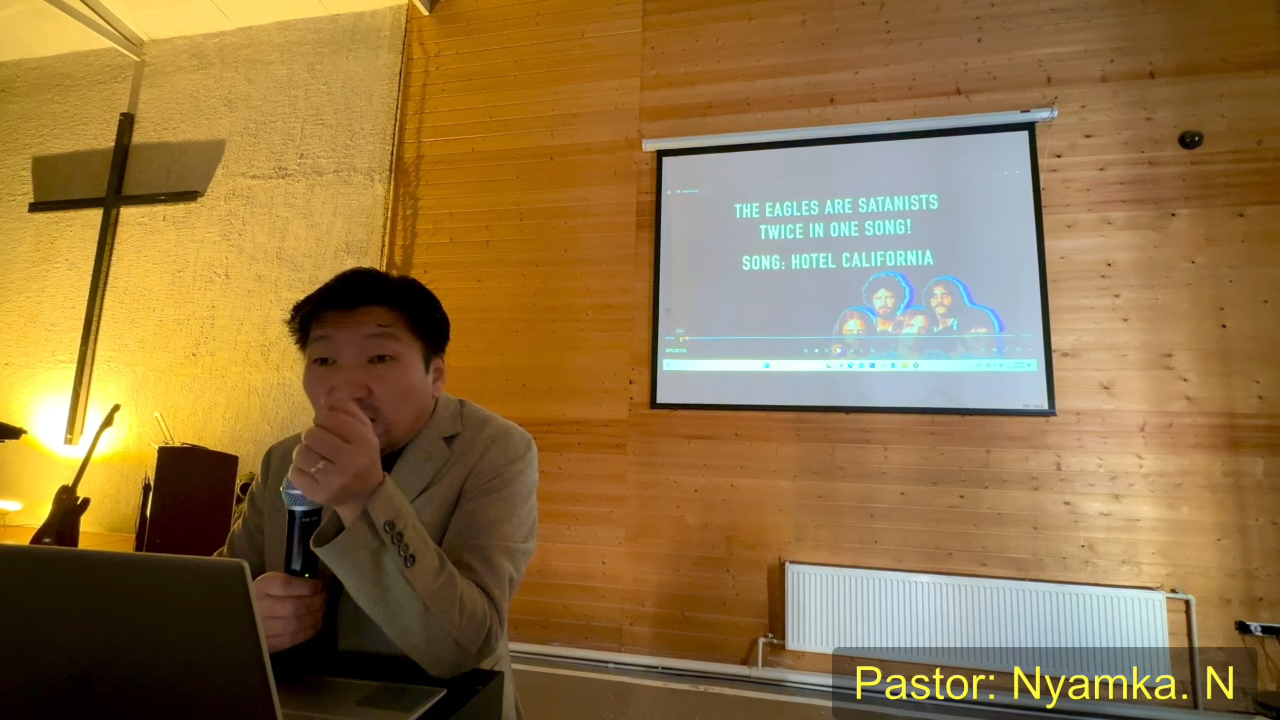 THE EAGLES ARE SATANISTS
TWICE IN ONE SONG!
SONG: HOTEL CALIFORNIA
Pastor: Nyamka. N